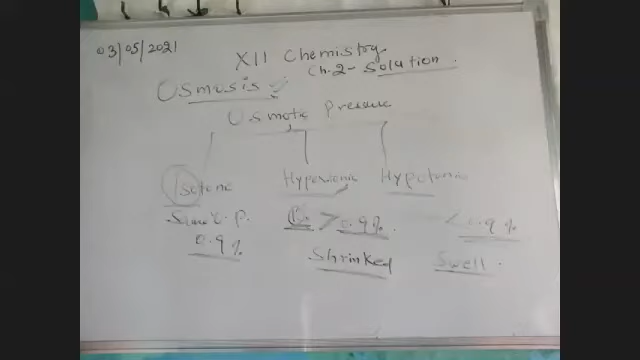 03/05/2021
XII Chemistry
Ch.2- Solution
Osmosis
Osmotic Pressure
Isotonic Hypertonic Hypotonic
Same O.P. > 0.9% < 0.9%
0.9%
Shrinked Swell